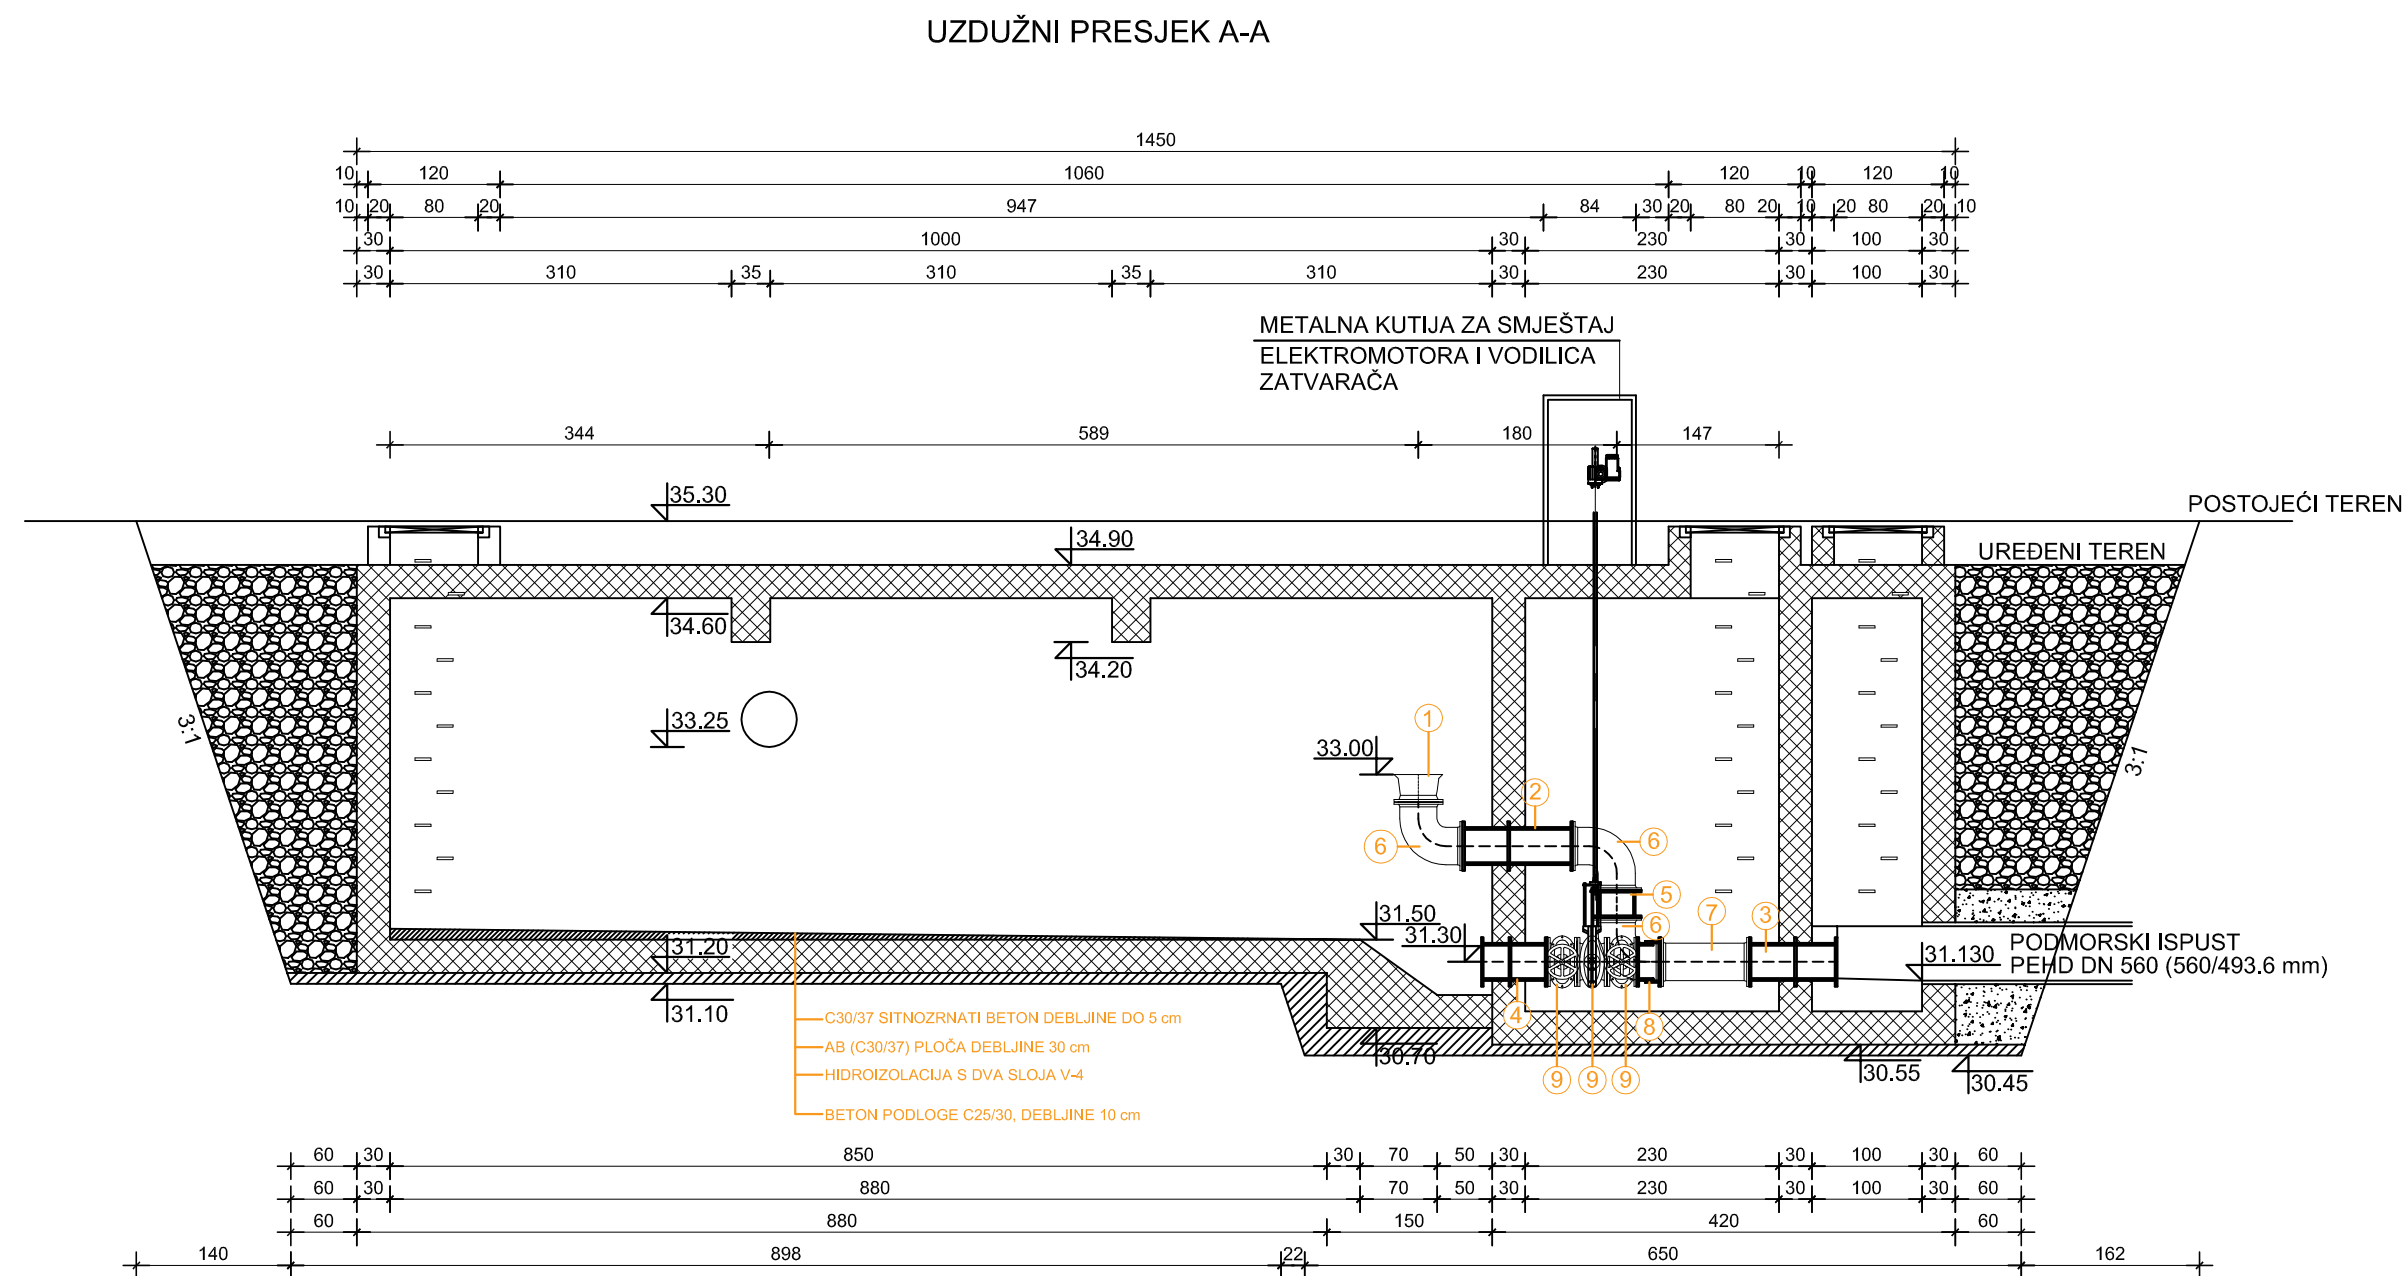 UZDUŽNI PRESJEK A-A
1450
10 120 1060 120 10 120 10
10 20 80 20 947 84 30 20 80 20 10 20 80 20 10
30 1000 30 230 30 100 30
30 310 35 310 35 310 30 230 30 100 30
METALNA KUTIJA ZA SMJEŠTAJ
ELEKTROMOTORA I VODILICA
ZATVARAČA
344 589 180 147
35.30
POSTOJEĆI TEREN
34.90
UREĐENI TEREN
34.60
34.20
3:1
33.25
1
33.00
3:1
2
6
6
5
7
3
31.50
6
31.30
31.20
31.130
PODMORSKI ISPUST
PEHD DN 560 (560/493.6 mm)
31.10
4
8
C30/37 SITNOZRNATI BETON DEBLJINE DO 5 cm
AB (C30/37) PLOČA DEBLJINE 30 cm
30.70
HIDROIZOLACIJA S DVA SLOJA V-4
9 9 9
30.55
30.45
BETON PODLOGE C25/30, DEBLJINE 10 cm
60 30 850 30 70 50 30 230 30 100 30 60
60 30 880 70 50 30 230 30 100 30 60
60 880 150 420 60
140 898 22 650 162